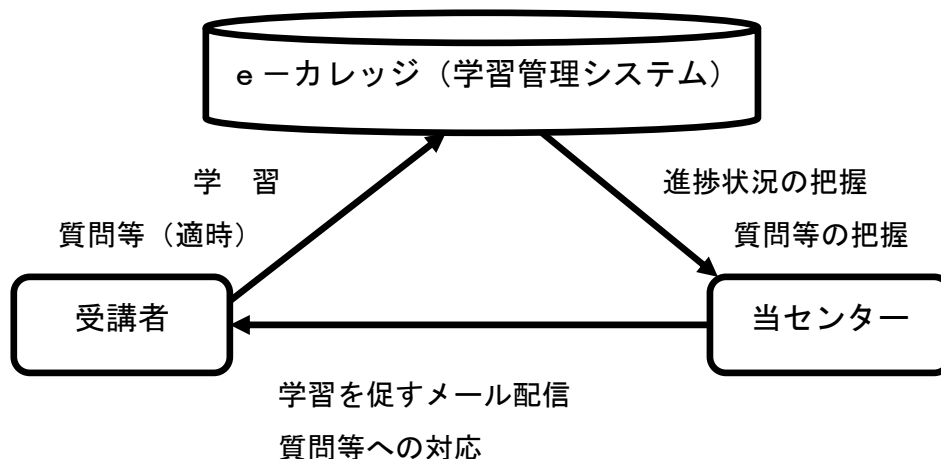 e－カレッジ（学習管理システム）
学　習
進捗状況の把握
質問等（適時）
質問等の把握
受講者
当センター
学習を促すメール配信
質問等への対応